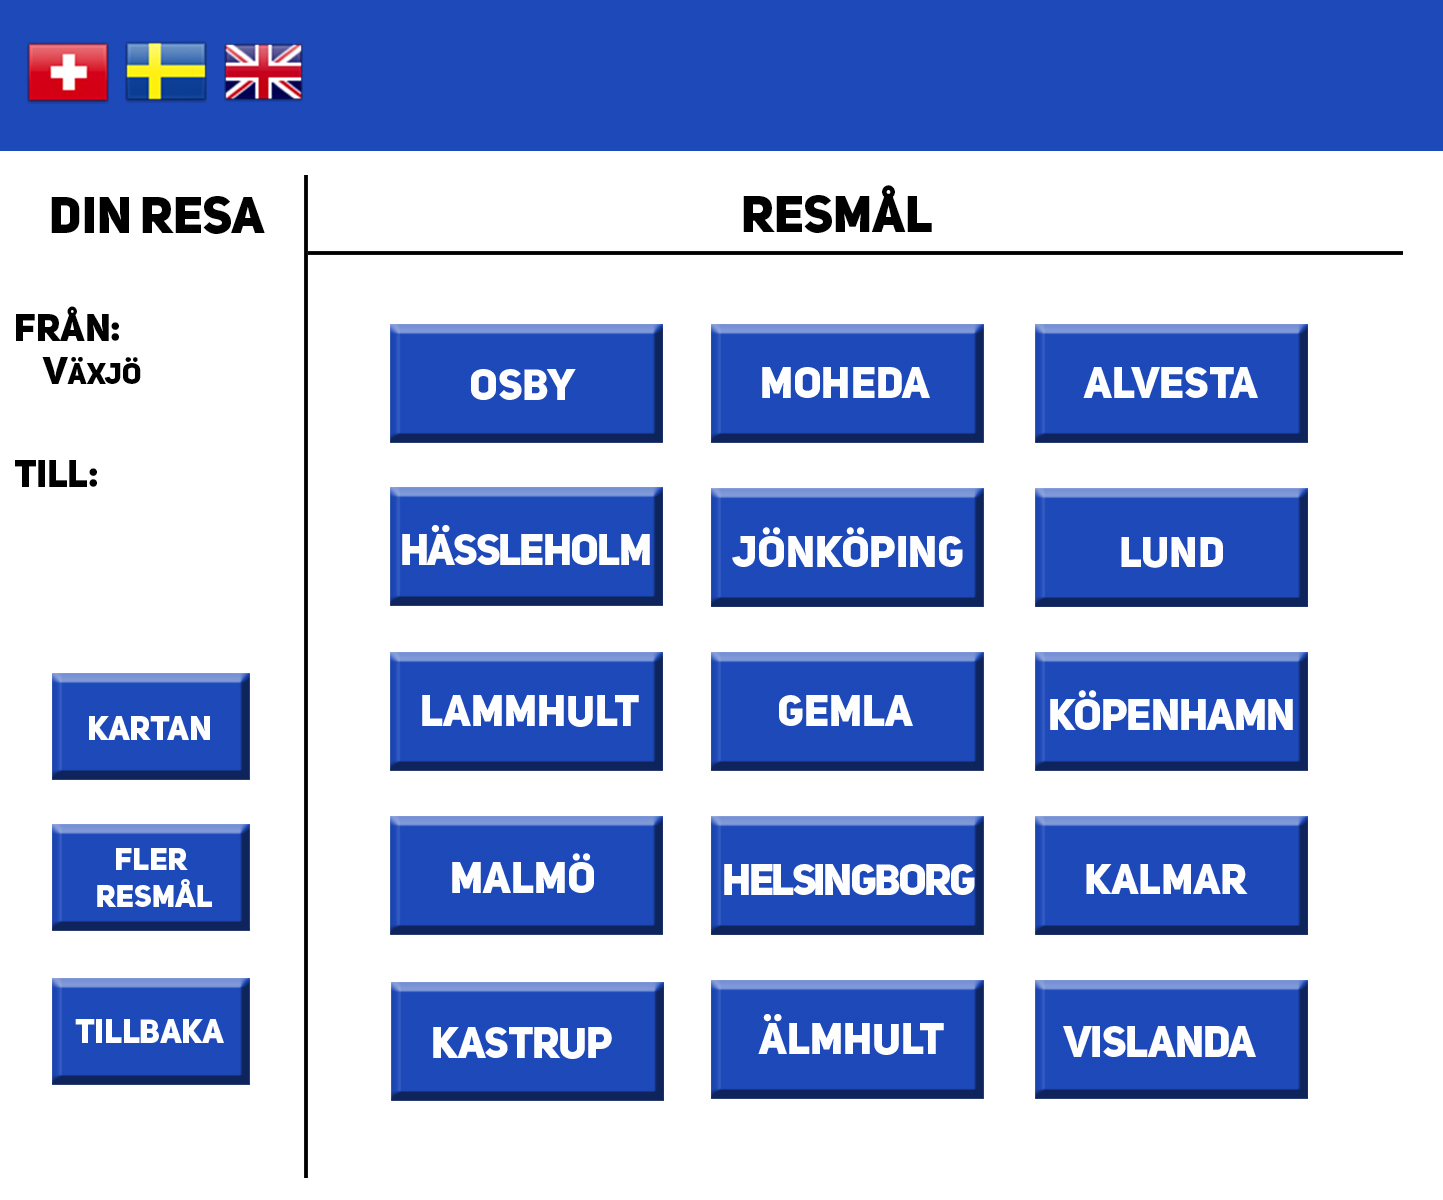 DIN RESA
RESMÅL
FRÅN:
VÄXJÖ
TILL:
KARTAN
FLER
RESMÅL
TILLBAKA
OSBY
MOHEDA
ALVESTA
HÄSSLEHOLM
JÖNKÖPING
LUND
LAMMHULT
GEMLA
KÖPENHAMN
MALMÖ
HELSINGBORG
KALMAR
KASTRUP
ÄLMHULT
VISLANDA